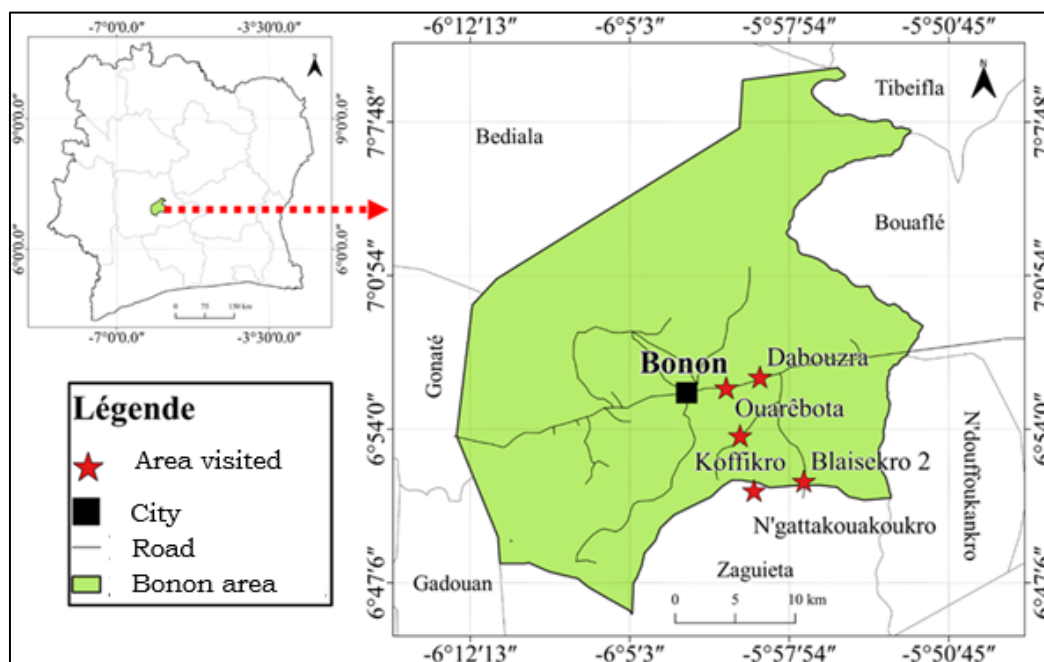 -7°0'0.0"
-3°30'0.0"
N
9°0'0.0"
9°0'0.0"
6°0'0.0"
6°0'0.0"
0 75 150 km
-7°0'0.0"
-3°30'0.0"
Légende
Area visited
City
Road
Bonon area
-6°12'13"
-6°5'3"
-5°57'54"
-5°50'45"
N
Tibeifla
7°7'48"
7°7'48"
Bediala
Bouaflé
7°0'54"
7°0'54"
Gonaté
Bonon
Dabouzra
Ouarêbota
6°54'0"
6°54'0"
Koffikro
Blaisekro 2
N'gattakouakoukro
N'douffoukankro
Zaguieta
Gadouan
6°47'6"
6°47'6"
0 5 10 km
-6°12'13"
-6°5'3"
-5°57'54"
-5°50'45"